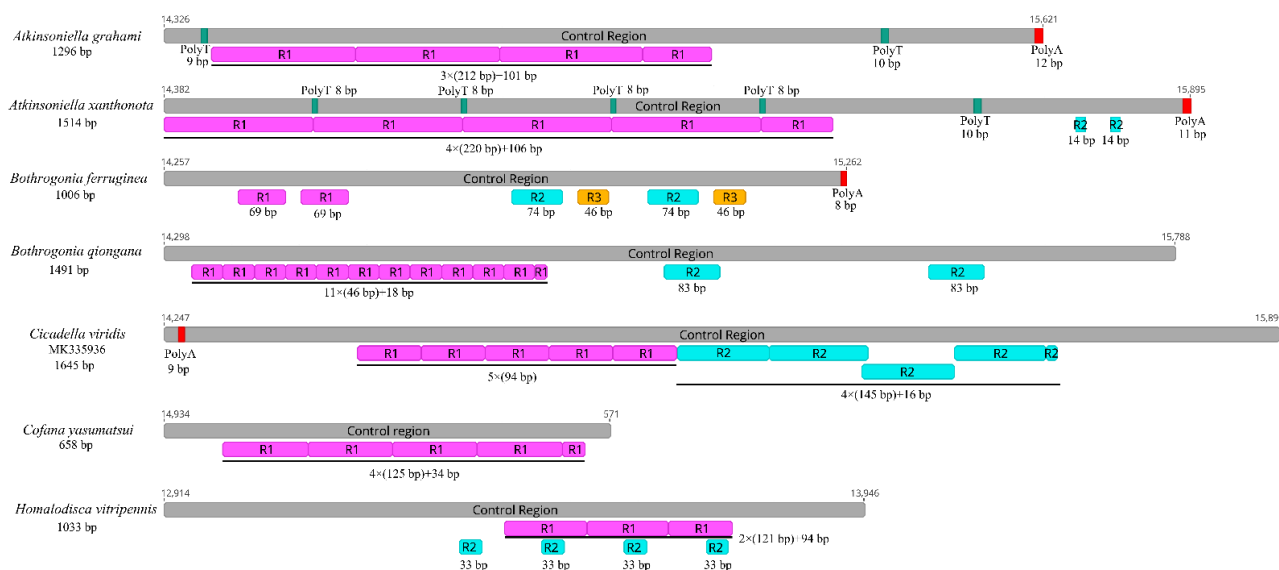 14,326 15,621
Atkinsoniella grahami
1296 bp
Control Region
PolyT
9 bp
PolyT
10 bp
PolyA
12 bp
R1 R1 R1 R1
3×(212 bp)+101 bp
14,382 15,895
Atkinsoniella xanthonota
1514 bp
PolyT 8 bp PolyT 8 bp PolyT 8 bp PolyT 8 bp
Control Region
PolyT
10 bp
PolyA
11 bp
R1 R1 R1 R1 R1
R2 R2
14 bp 14 bp
4×(220 bp)+106 bp
14,257 15,262
Bothrogonia ferruginea
1006 bp
Control Region
PolyA
8 bp
R1 R1 R2 R3 R2 R3
69 bp 69 bp 74 bp 46 bp 74 bp 46 bp
14,298 15,788
Bothrogonia qiongana
1491 bp
Control Region
R1 R1 R1 R1 R1 R1 R1 R1 R1 R1 R1 R1 R2 R2
11×(46 bp)+18 bp 83 bp 83 bp
14,247 15,89
Cicadella viridis
MK335936
1645 bp
Control Region
PolyA
9 bp
R1 R1 R1 R1 R1 R2 R2 R2 R2
R2
5×(94 bp) 4×(145 bp)+16 bp
14,934 571
Cofana yasumatsui
658 bp
Control region
R1 R1 R1 R1 R1
4×(125 bp)+34 bp
12,914 13,946
Homalodisca vitripennis
1033 bp
Control Region
R1 R1 R1
2×(121 bp)+94 bp
R2 R2 R2 R2
33 bp 33 bp 33 bp 33 bp